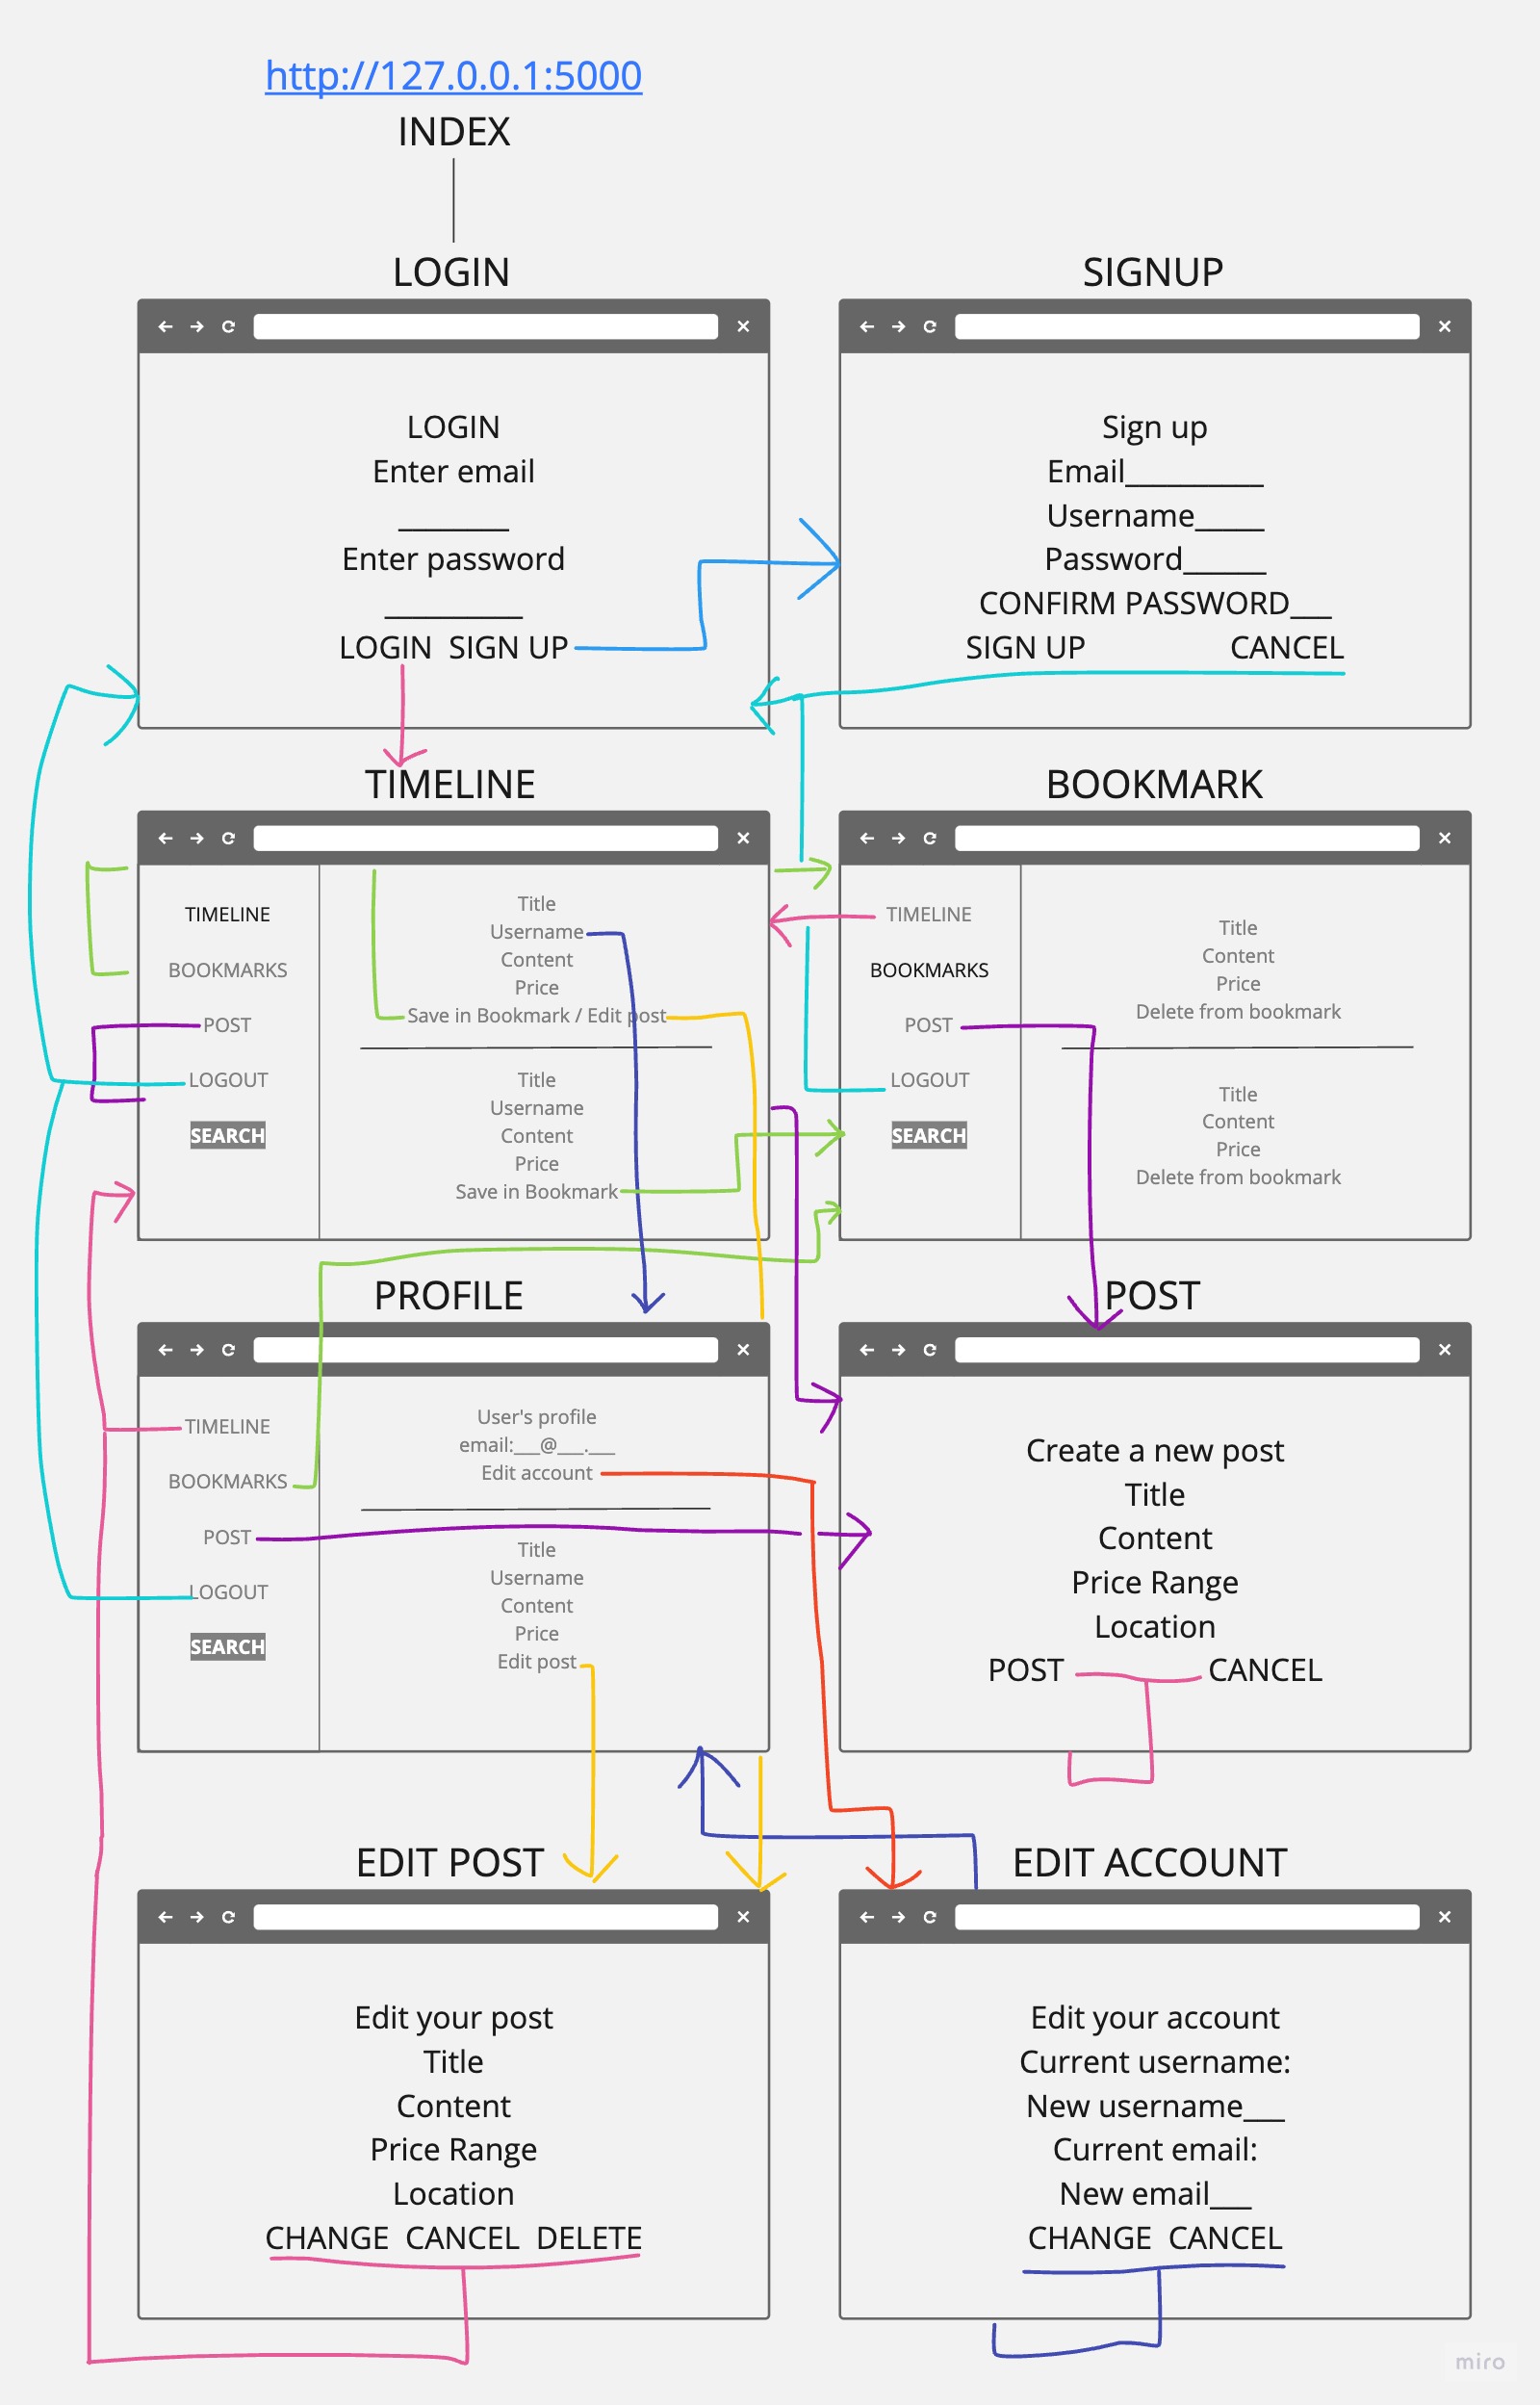 http://127.0.0.1:5000
INDEX
LOGIN
LOGIN
Enter email
________
Enter password
__________
LOGIN SIGN UP
SIGNUP
Sign up
Email__________
Username_____
Password______
CONFIRM PASSWORD___
SIGN UP CANCEL
TIMELINE
TIMELINE
BOOKMARKS
POST
LOGOUT
SEARCH
Title
Username
Content
Price
Save in Bookmark / Edit post
Title
Username
Content
Price
Save in Bookmark
BOOKMARK
TIMELINE
BOOKMARKS
POST
LOGOUT
SEARCH
Title
Content
Price
Delete from bookmark
Title
Content
Price
Delete from bookmark
PROFILE
TIMELINE
BOOKMARKS
POST
LOGOUT
SEARCH
User's profile
email:___@___.___
Edit account
Title
Username
Content
Price
Edit post
POST
Create a new post
Title
Content
Price Range
Location
POST CANCEL
EDIT POST
Edit your post
Title
Content
Price Range
Location
CHANGE CANCEL DELETE
EDIT ACCOUNT
Edit your account
Current username:
New username___
Current email:
New email___
CHANGE CANCEL
miro